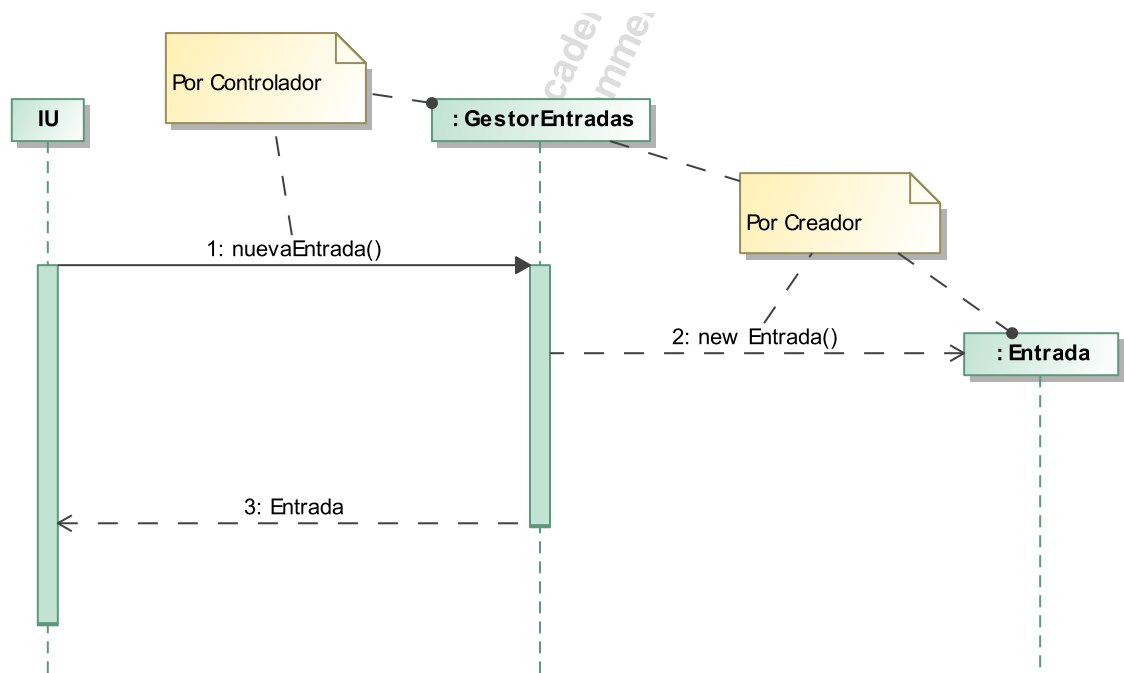 Por Controlador
IU
: GestorEntradas
Por Creador
1: nuevaEntrada()
2: new Entrada()
: Entrada
3: Entrada